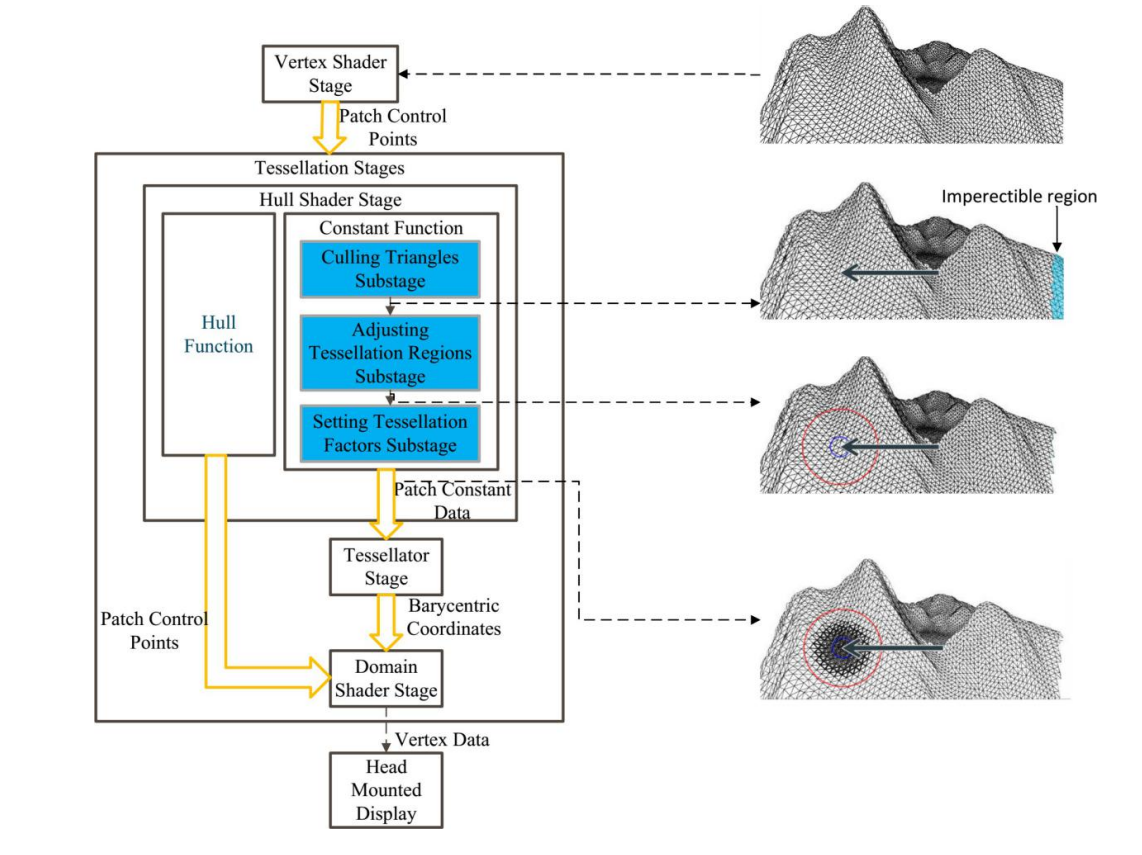 Vertex Shader
Stage
Patch Control
Points
Tessellation Stages
Hull Shader Stage
Constant Function
Culling Triangles
Substage
Imperectible region
Hull
Function
Adjusting
Tessellation Regions
Substage
Setting Tessellation
Factors Substage
Patch Constant
Data
Tessellator
Stage
Barycentric
Coordinates
Patch Control
Points
Domain
Shader Stage
Vertex Data
Head
Mounted
Display